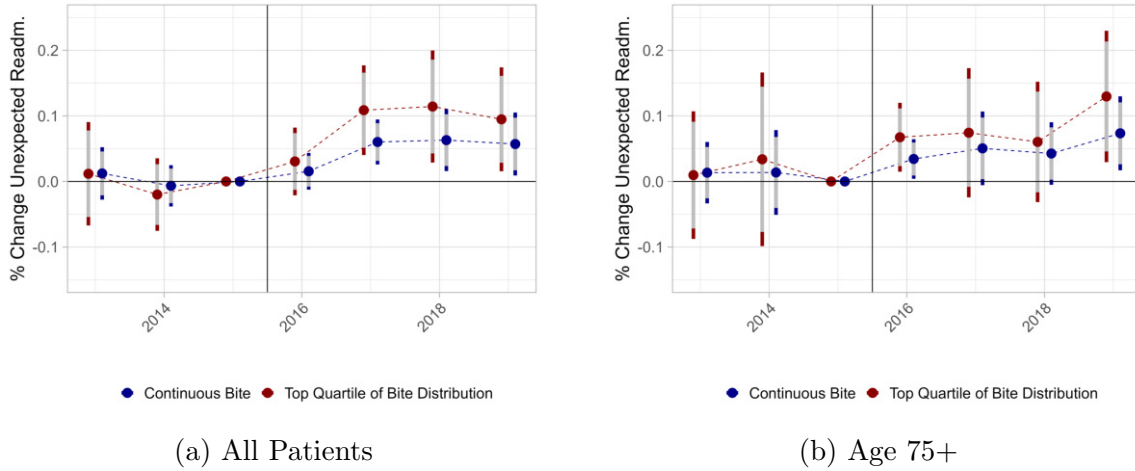 % Change Unexpected Readm.
0.2
0.1
0.0
-0.1
2014
2016
2018
Continuous Bite
Top Quartile of Bite Distribution
(a) All Patients
% Change Unexpected Readm.
0.2
0.1
0.0
-0.1
2014
2016
2018
Continuous Bite
Top Quartile of Bite Distribution
(b) Age 75+